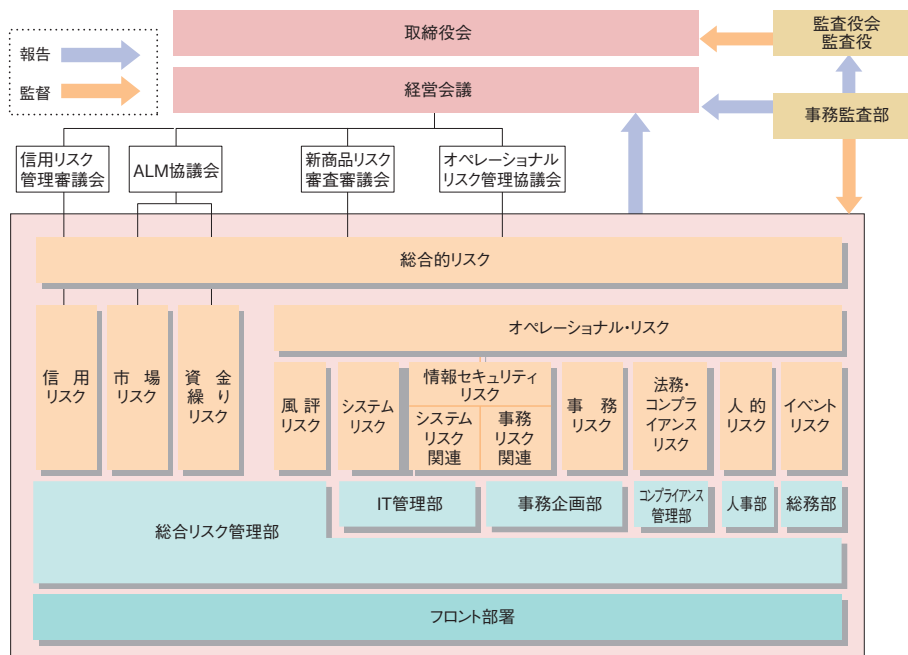 取締役会
監査役会
監査役
報告
監督
経営会議
事務監査部
信用リスク
管理審議会
ALM協議会
新商品リスク
審査審議会
オペレーショナル
リスク管理協議会
総合的リスク
オペレーショナル・リスク
信用
リスク
市場
リスク
資金
繰り
リスク
風評
リスク
システム
リスク
情報セキュリティ
リスク
システム
リスク
関連
事務
リスク
関連
事務
リスク
法務・
コンプラ
イアンス
リスク
人的
リスク
イベント
リスク
総合リスク管理部
IT管理部
事務企画部
コンプライアンス
管理部
人事部
総務部
フロント部署